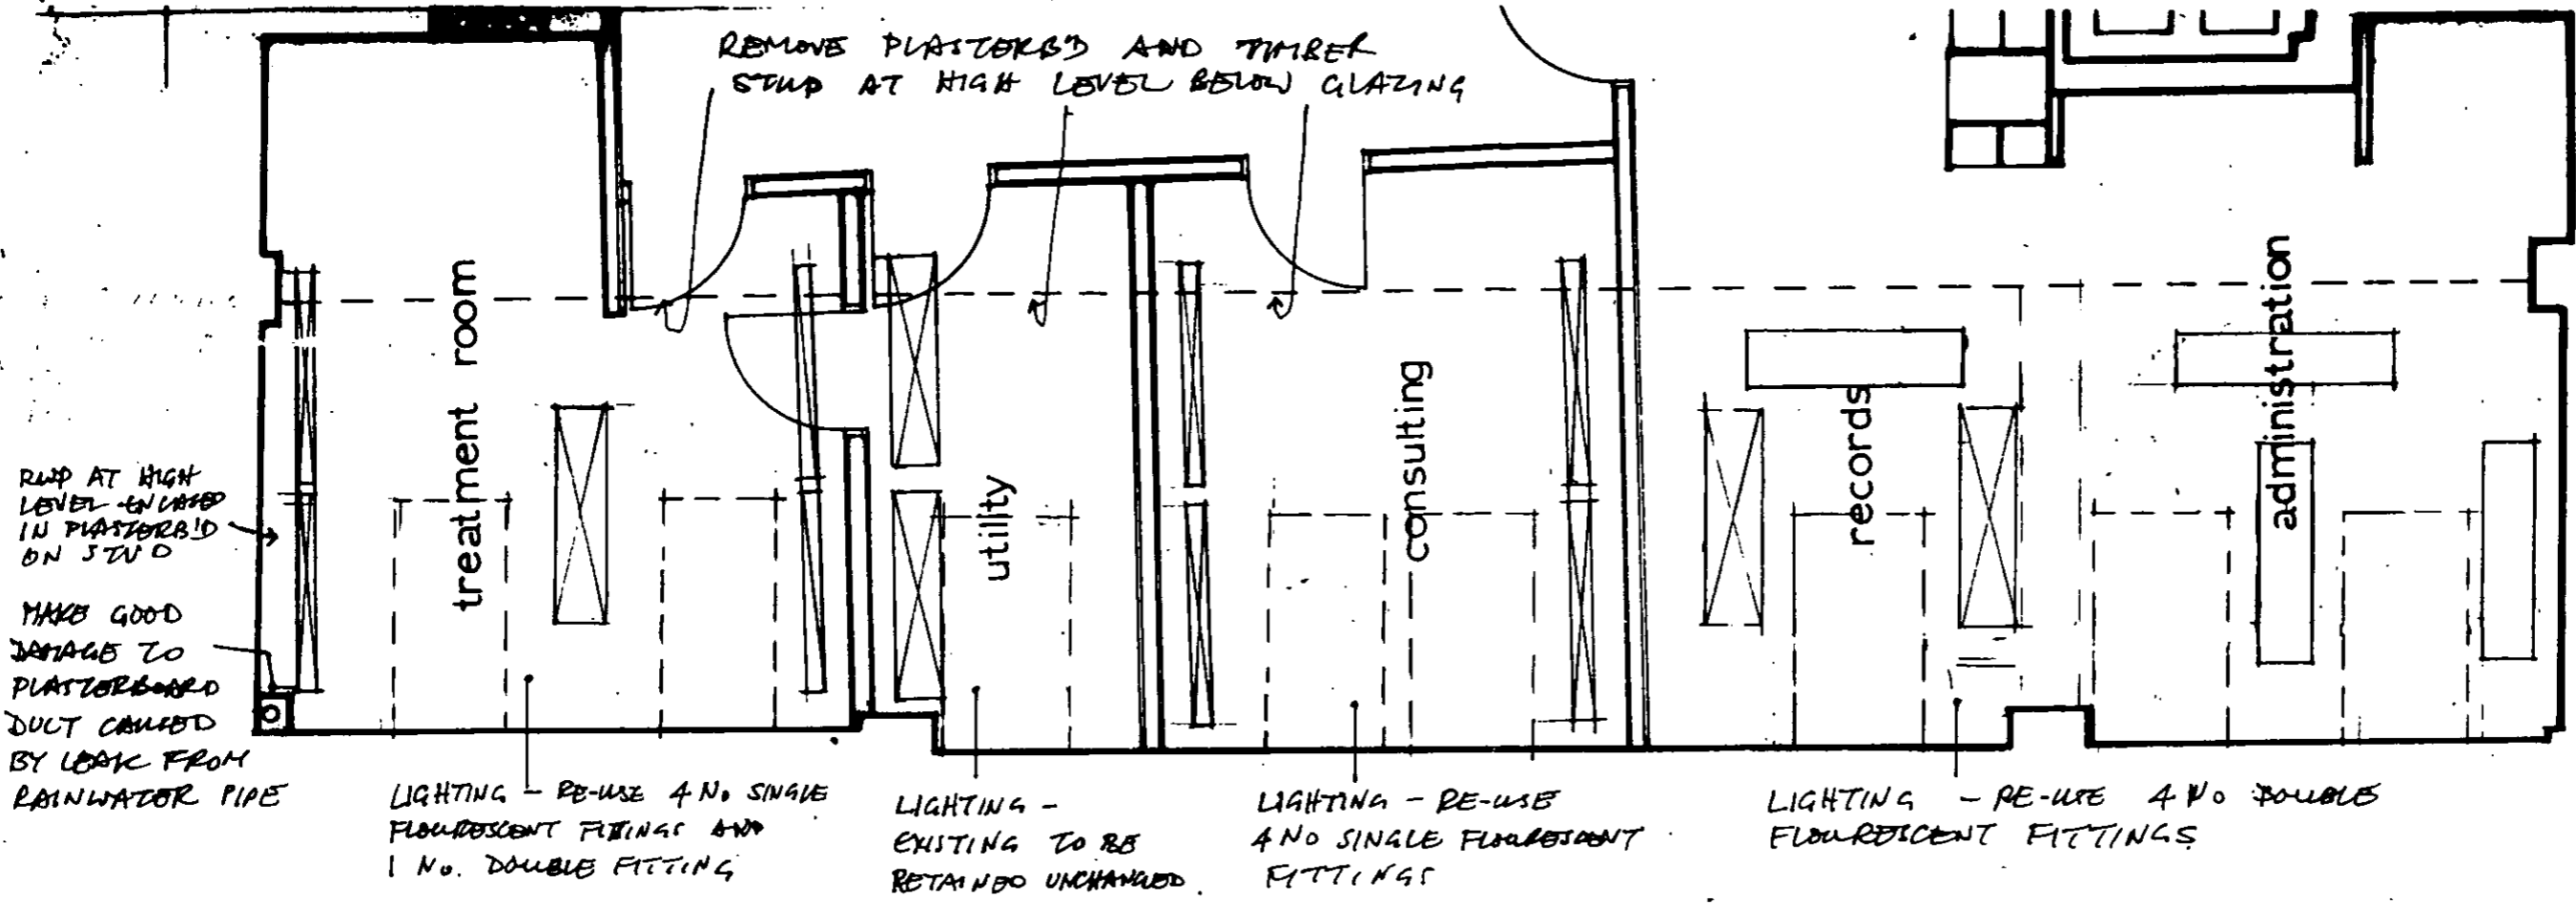 REMOVE PLASTERB'D AND TIMBER
STUD AT HIGH LEVEL BELOW GLAZING
treatment room
utility
consulting
records
administration
RWP AT HIGH
LEVEL ENCASED
IN PLASTERB'D
ON STUD
MAKE GOOD
DAMAGE TO
PLASTERBOARD
DUCT CAUSED
BY LEAK FROM
RAINWATER PIPE
LIGHTING - RE-USE 4 No SINGLE
FLOURESCENT FITTINGS AND
1 No. DOUBLE FITTING
LIGHTING -
EXISTING TO BE
RETAINED UNCHANGED.
LIGHTING - RE-USE
4 NO SINGLE FLOURESCENT
FITTINGS
LIGHTING - RE-USE 4 No DOUBLE
FLOURESCENT FITTINGS